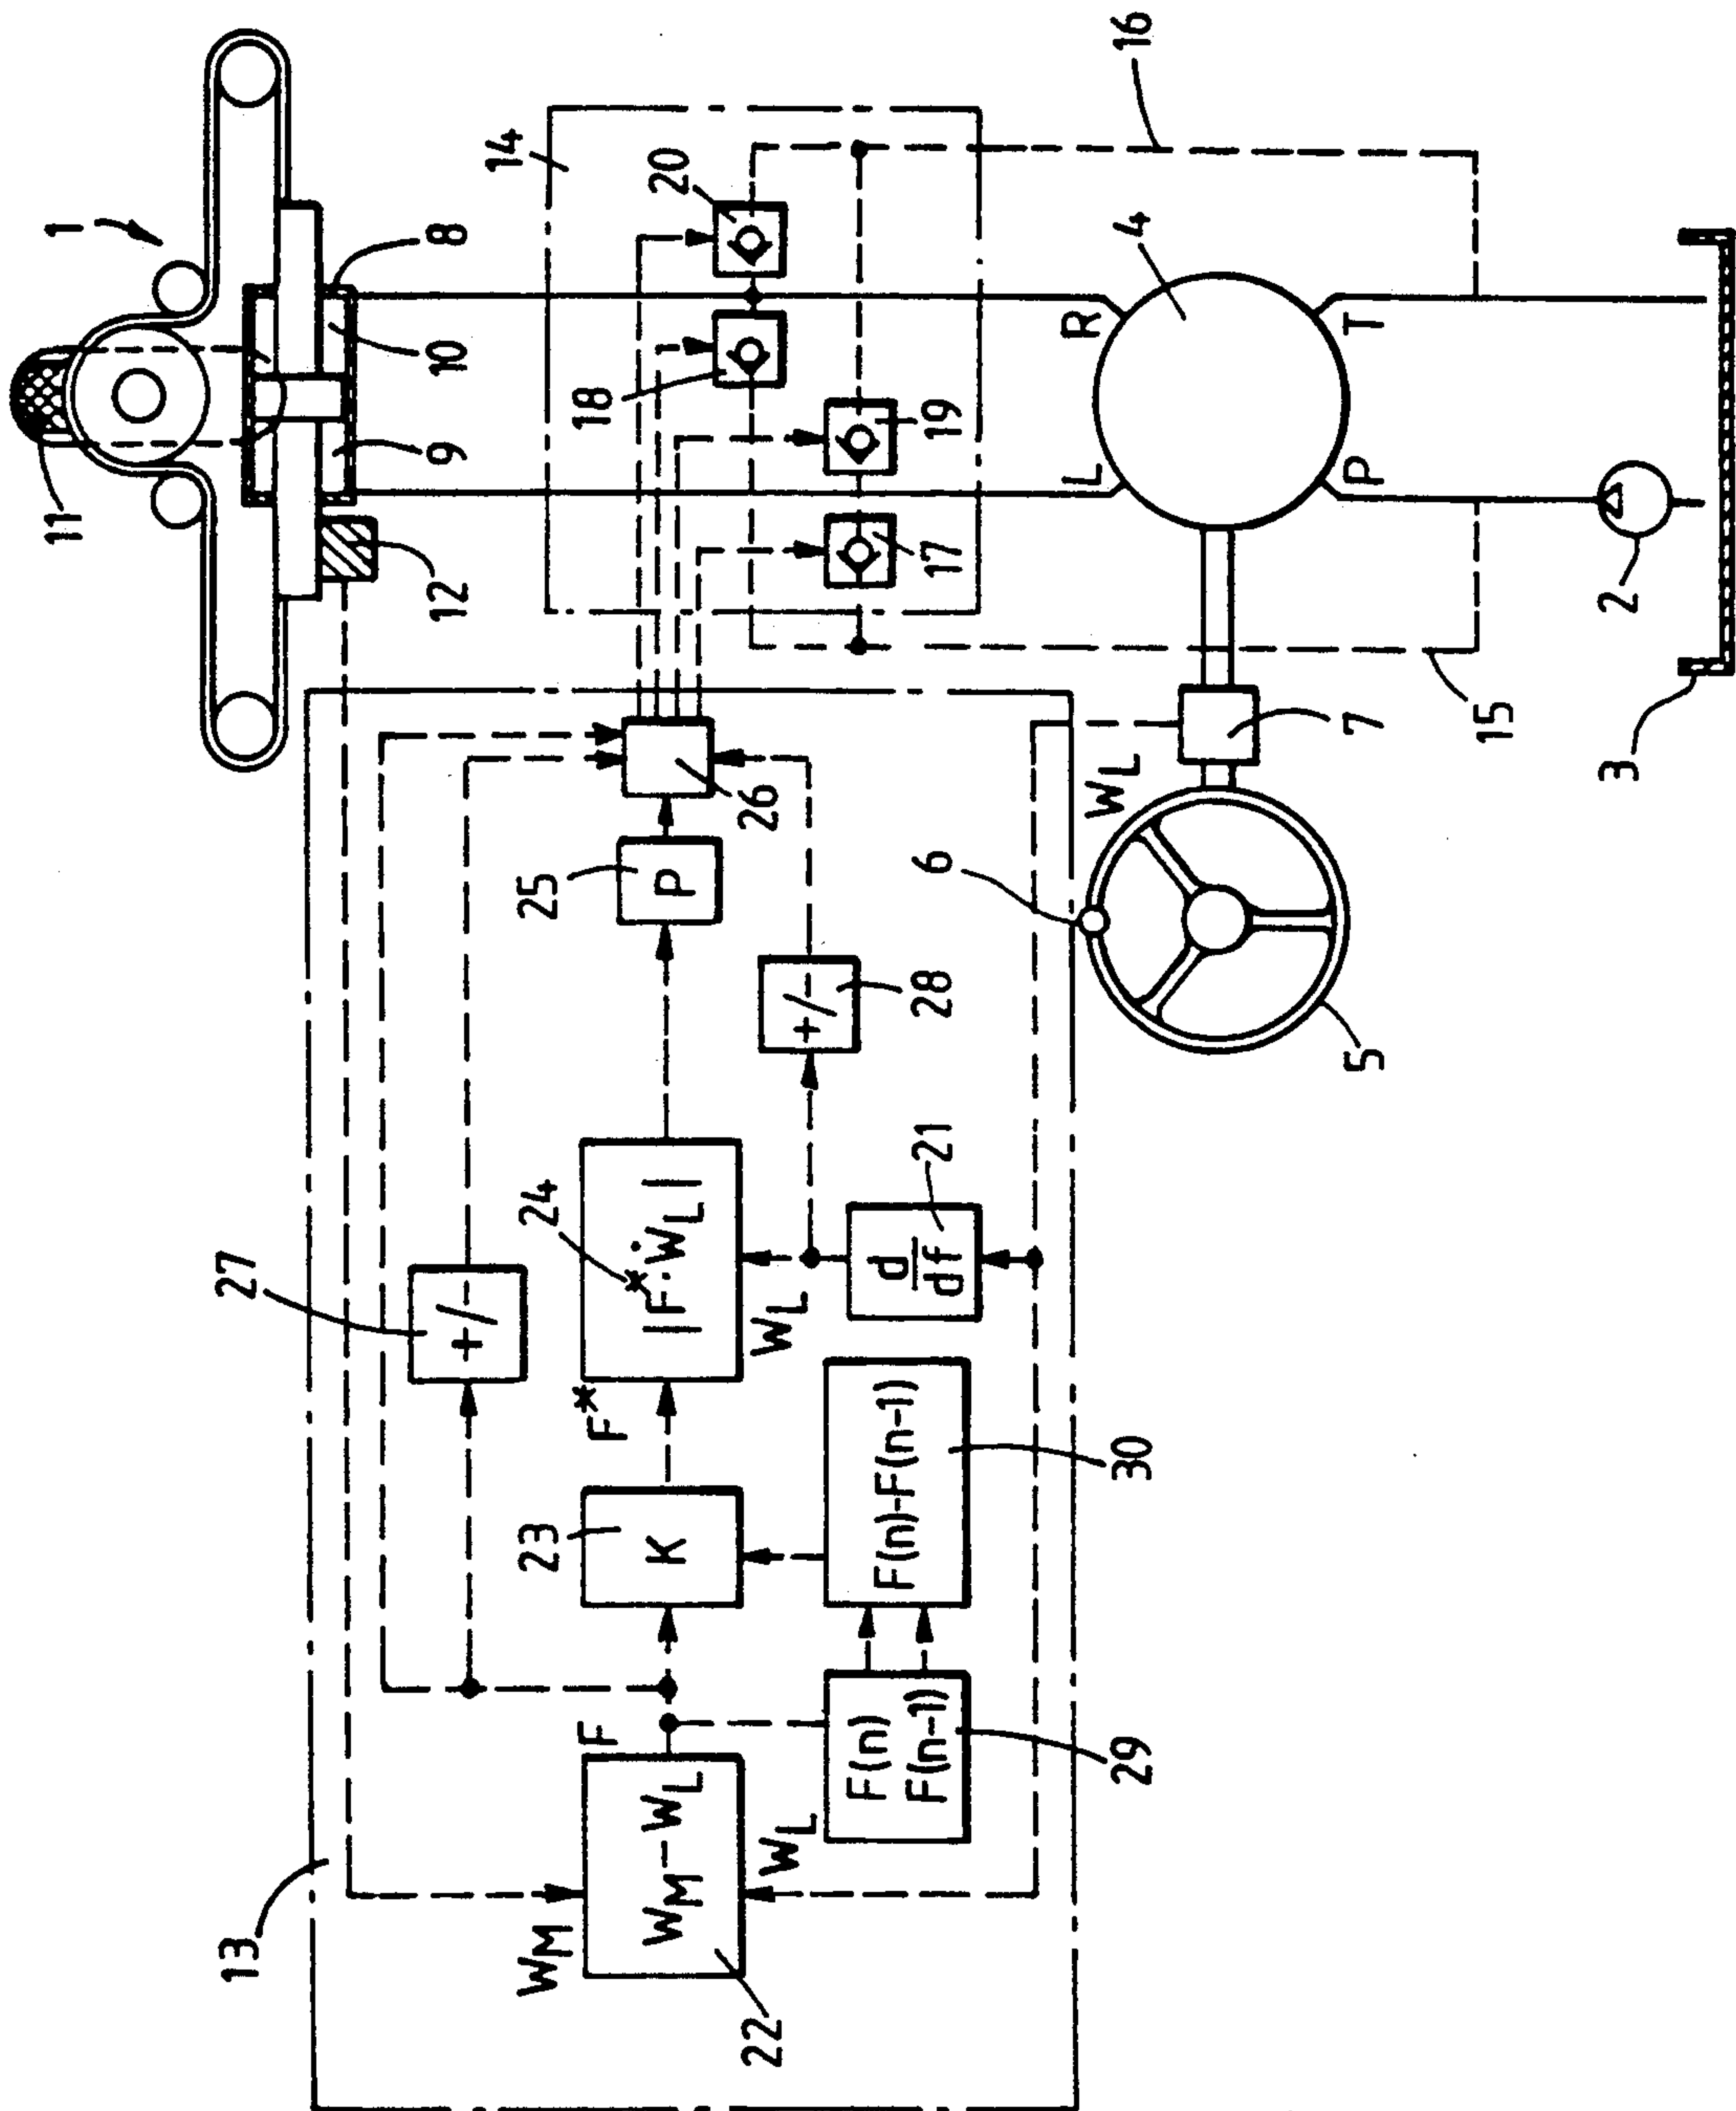 1
11
12
9
10
8
14
20
18
19
17
16
R
L
4
T
P
2
3
15
7
W_L
6
5
13
27
25
P
26
+/-
+/-
28
24
|F*·Ẇ_L|
F*
W_L
21
d
df
23
K
F(n)-F(n-1)
30
F
W_M
W_M-W_L
22
W_L
F(n)
F(n-1)
29